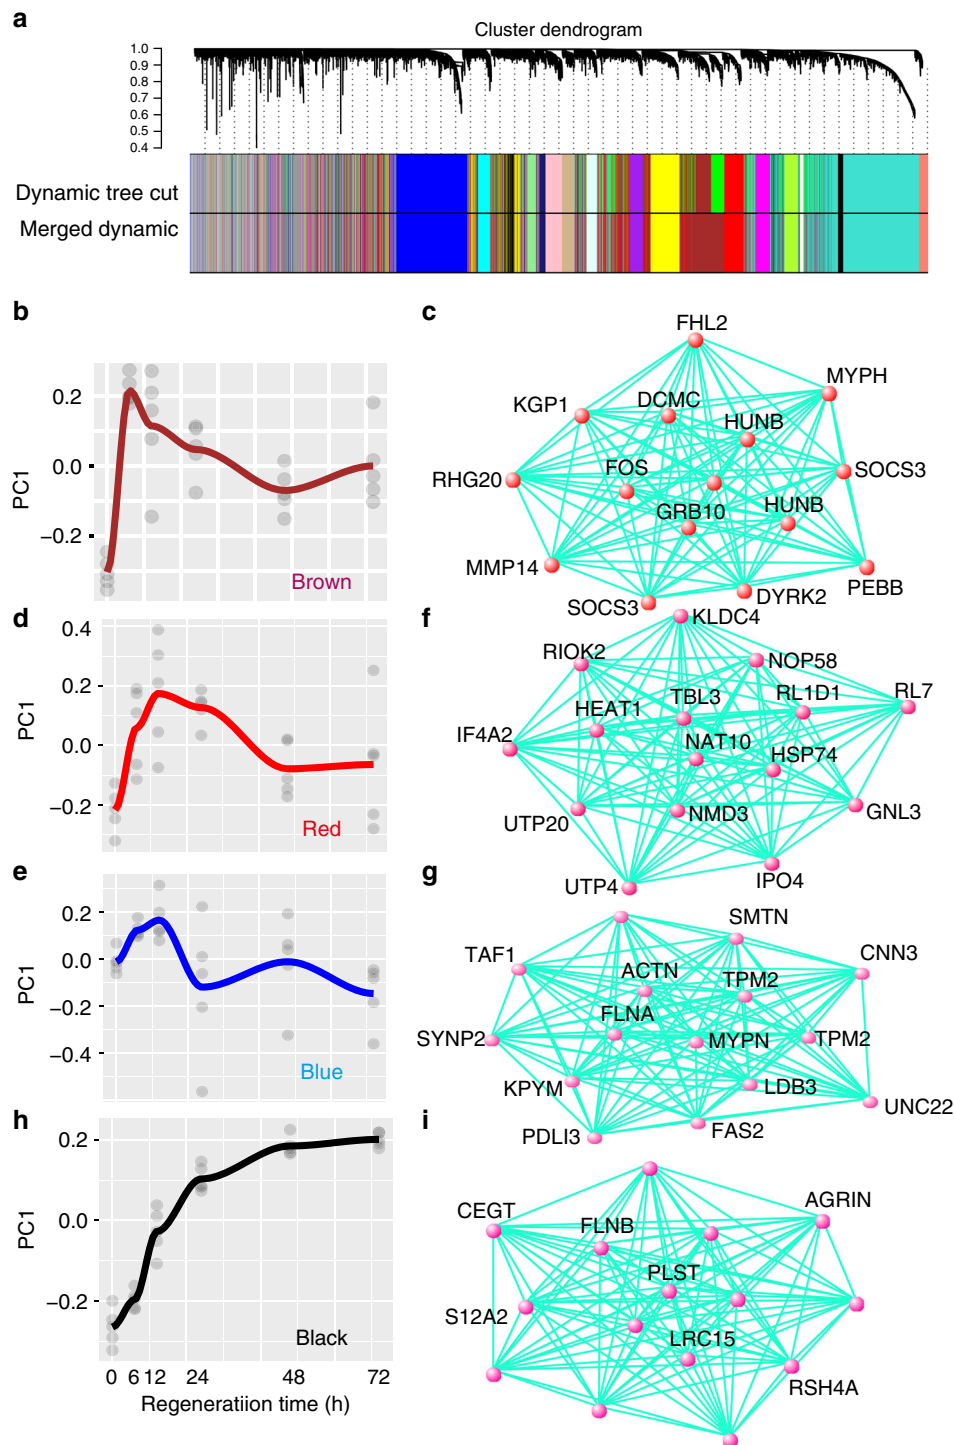 a
Cluster dendrogram
1.0
0.9
0.8
0.7
0.6
0.5
0.4
Dynamic tree cut
Merged dynamic
b
0.2
0.0
−0.2
PC1
Brown
c
FHL2
MYPH
KGP1
DCMC
HUNB
RHG20
FOS
SOCS3
GRB10
HUNB
MMP14
PEBB
SOCS3
DYRK2
d
0.4
0.2
0.0
−0.2
PC1
Red
f
KLDC4
RIOK2
NOP58
TBL3
RL1D1
RL7
HEAT1
IF4A2
NAT10
HSP74
UTP20
NMD3
GNL3
UTP4
IPO4
e
0.2
0.0
−0.2
−0.4
PC1
Blue
g
SMTN
TAF1
ACTN
TPM2
CNN3
FLNA
SYNP2
MYPN
TPM2
KPYM
LDB3
UNC22
PDLI3
FAS2
h
0.2
0.0
−0.2
PC1
Black
0 6 12 24 48 72
Regeneratiion time (h)
i
CEGT
AGRIN
FLNB
PLST
S12A2
LRC15
RSH4A